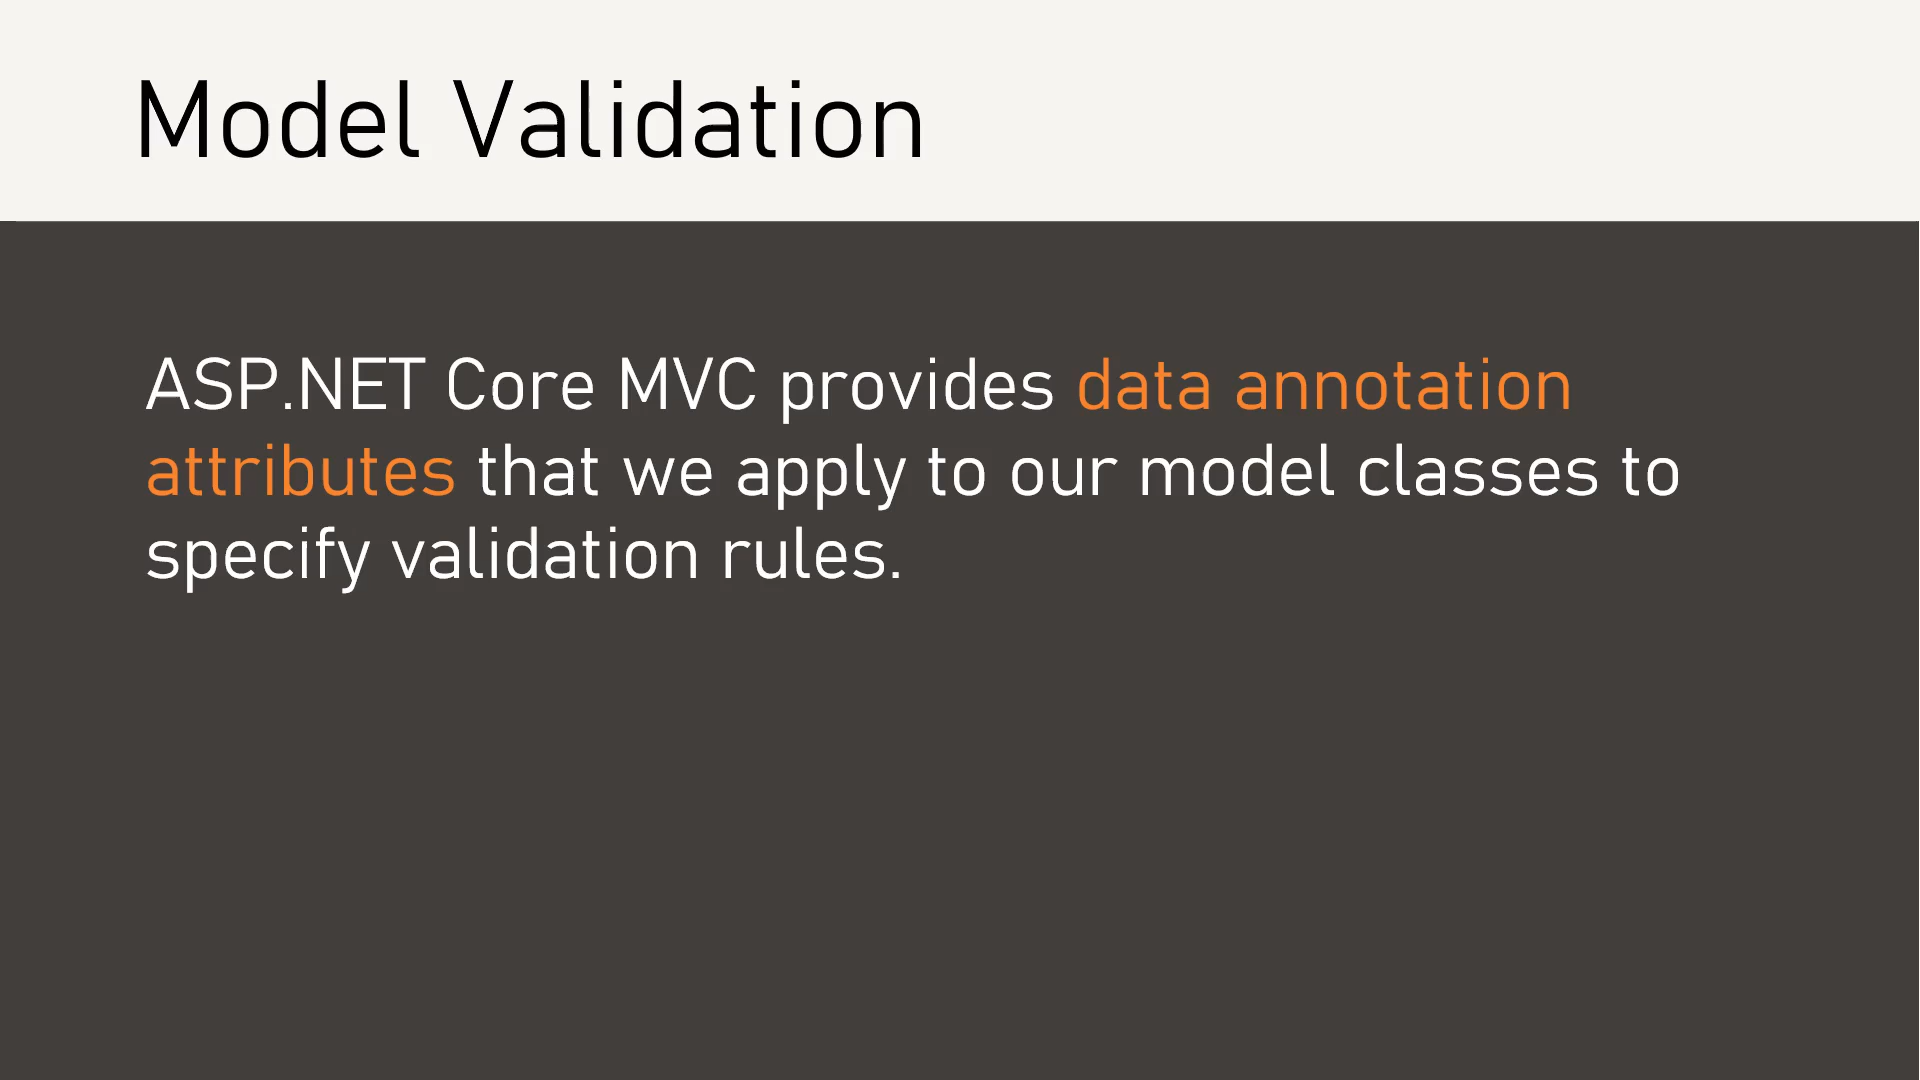 Model Validation
ASP.NET Core MVC provides data annotation
attributes that we apply to our model classes to
specify validation rules.